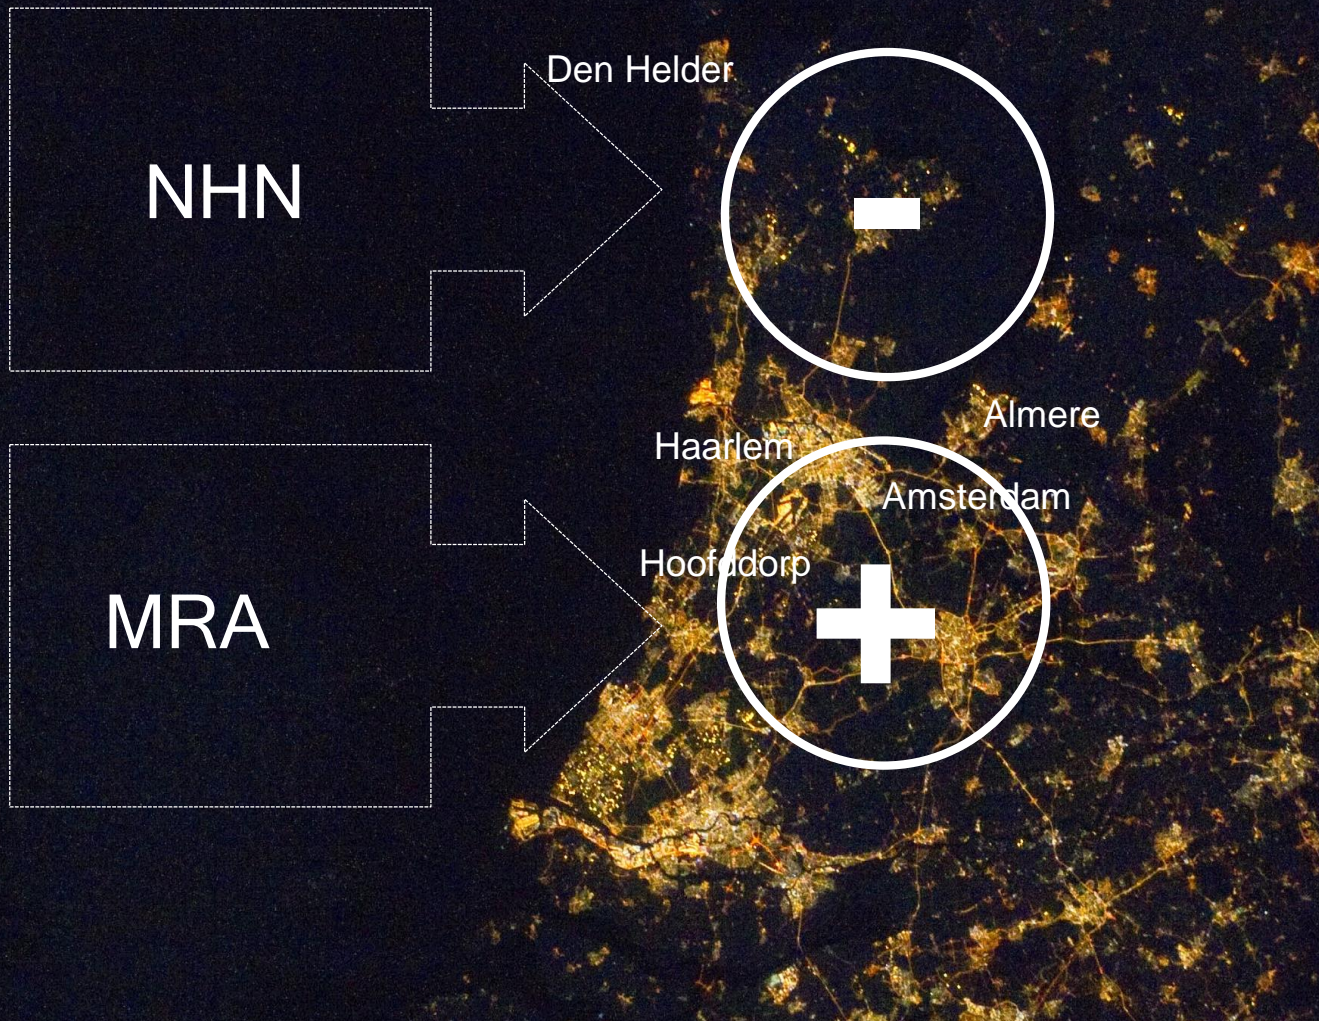 Den Helder
NHN
-
Almere
Haarlem
Amsterdam
Hoofddorp
+
MRA